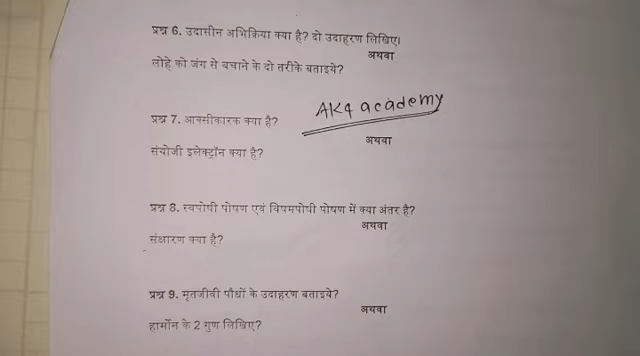 प्रश्न 6. उदासीन अभिक्रिया क्या है? दो उदाहरण लिखिए।
अथवा
लोहे को जंग से बचाने के दो तरीके बताइये?
AK4 academy
प्रश्न 7. आक्सीकारक क्या है?
अथवा
संयोजी इलेक्ट्रॉन क्या है?
प्रश्न 8. स्वपोषी पोषण एवं विषमपोषी पोषण में क्या अंतर है?
अथवा
संक्षारण क्या है?
प्रश्न 9. मृतजीवी पौधों के उदाहरण बताइये?
अथवा
हार्मोन के 2 गुण लिखिए?